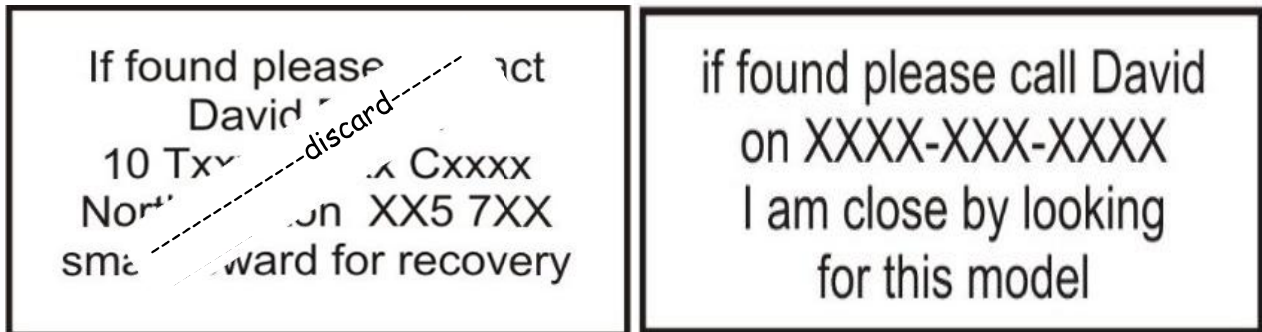 If found please
David
discard
10 Cxxxx
XX5 7XX
for recovery
if found please call David
on XXXX-XXX-XXXX
I am close by looking
for this model